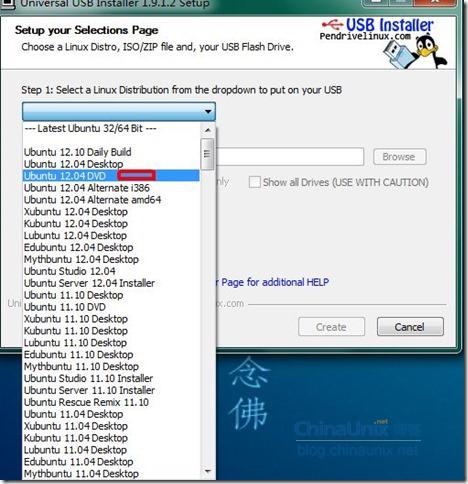 Universal USB Installer 1.9.1.2 Setup
Setup your Selections Page
Choose a Linux Distro, ISO/ZIP file and, your USB Flash Drive.
USB Installer
Pendrivelinux.com
Step 1: Select a Linux Distribution from the dropdown to put on your USB
--- Latest Ubuntu 32/64 Bit ---
Ubuntu 12.10 Daily Build
Ubuntu 12.04 Desktop
Browse
Ubuntu 12.04 DVD
nly
Show all Drives (USE WITH CAUTION)
Ubuntu 12.04 Alternate i386
Ubuntu 12.04 Alternate amd64
Xubuntu 12.04 Desktop
Kubuntu 12.04 Desktop
Lubuntu 12.04 Desktop
Edubuntu 12.04 Desktop
Mythbuntu 12.04 Desktop
Ubuntu Studio 12.04
Ubuntu Server 12.04 Installer
r Page for additional HELP
Ubuntu 11.10 Desktop
Uni
x.com
Ubuntu 11.10 DVD
Xubuntu 11.10 Desktop
Kubuntu 11.10 Desktop
Create
Cancel
Lubuntu 11.10 Desktop
Edubuntu 11.10 Desktop
Mythbuntu 11.10 Desktop
Ubuntu Studio 11.10 Installer
Ubuntu Server 11.10 Installer
Ubuntu Rescue Remix 11.10
Ubuntu 11.04 Desktop
Xubuntu 11.04 Desktop
Kubuntu 11.04 Desktop
Lubuntu 11.04 Desktop
Edubuntu 11.04 Desktop
Mythbuntu 11.04 Desktop
念
佛
ChinaUnix.net 博客
blog.chinaunix.net